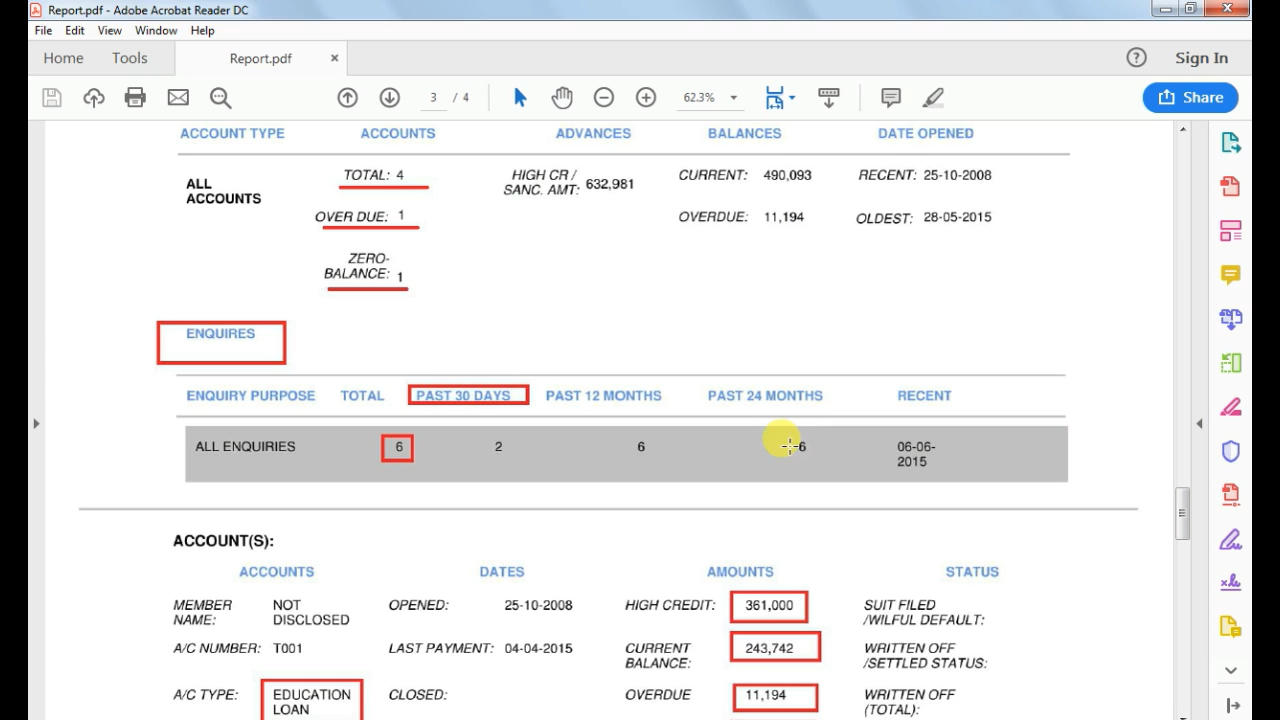 Report.pdf - Adobe Acrobat Reader DC
File Edit View Window Help
Home Tools Report.pdf Sign In
3 / 4 62.3% Share
ACCOUNT TYPE ACCOUNTS ADVANCES BALANCES DATE OPENED
ALL ACCOUNTS
TOTAL: 4 HIGH CR / SANC. AMT: 632,981 CURRENT: 490,093 RECENT: 25-10-2008
OVER DUE: 1 OVERDUE: 11,194 OLDEST: 28-05-2015
ZERO-
BALANCE: 1
ENQUIRES
ENQUIRY PURPOSE TOTAL PAST 30 DAYS PAST 12 MONTHS PAST 24 MONTHS RECENT
ALL ENQUIRIES 6 2 6 6 06-06-
2015
ACCOUNT(S):
ACCOUNTS DATES AMOUNTS STATUS
MEMBER NAME: NOT DISCLOSED OPENED: 25-10-2008 HIGH CREDIT: 361,000 SUIT FILED /WILFUL DEFAULT:
A/C NUMBER: T001 LAST PAYMENT: 04-04-2015 CURRENT BALANCE: 243,742 WRITTEN OFF /SETTLED STATUS:
A/C TYPE: EDUCATION LOAN CLOSED: OVERDUE 11,194 WRITTEN OFF (TOTAL):